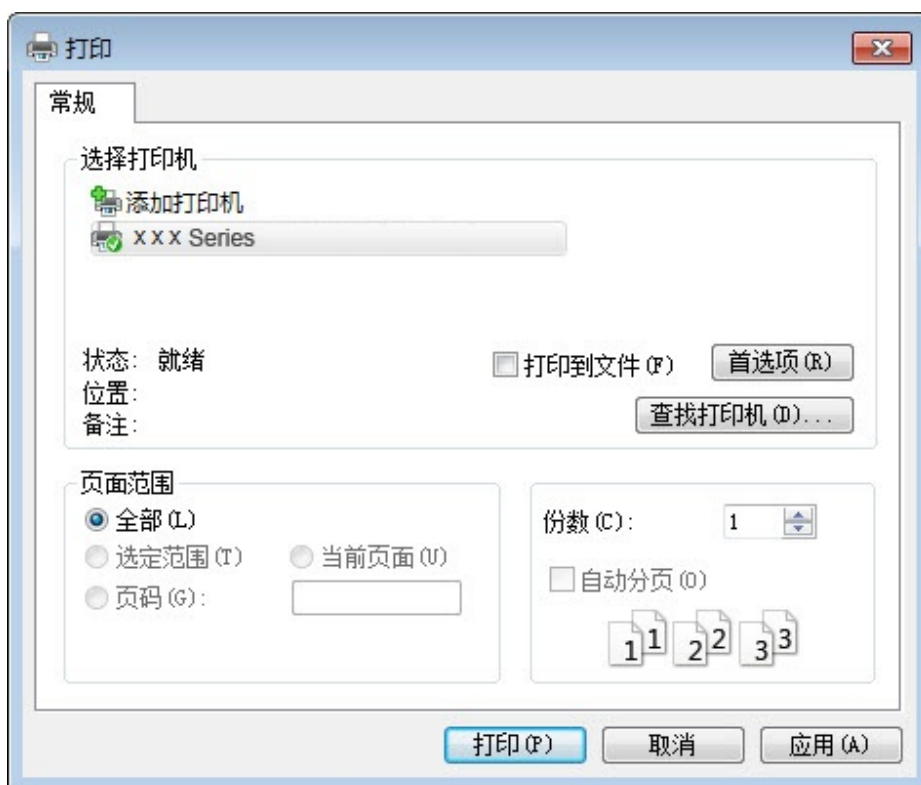 打印
常规
选择打印机
添加打印机
XXX Series
状态: 就绪
打印到文件(F)
首选项(R)
位置:
备注:
查找打印机(D)...
页面范围
全部(L)
选定范围(T) 当前页面(U)
页码(G):
份数(C): 1
自动分页(O)
1 1 2 2 3 3
打印(P) 取消 应用(A)